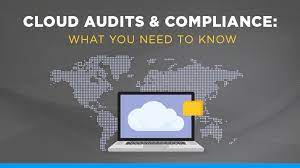 CLOUD AUDITS & COMPLIANCE:
WHAT YOU NEED TO KNOW